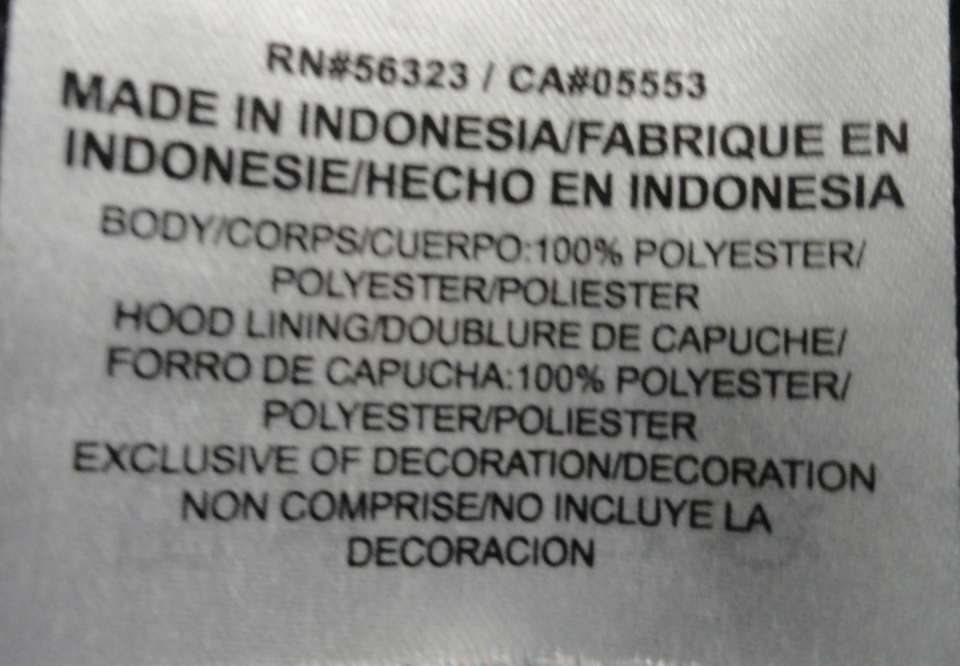 RN#56323 / CA#05553
MADE IN INDONESIA/FABRIQUE EN
INDONESIE/HECHO EN INDONESIA
BODY/CORPS/CUERPO:100% POLYESTER/
POLYESTER/POLIESTER
HOOD LINING/DOUBLURE DE CAPUCHE/
FORRO DE CAPUCHA:100% POLYESTER/
POLYESTER/POLIESTER
EXCLUSIVE OF DECORATION/DECORATION
NON COMPRISE/NO INCLUYE LA
DECORACION